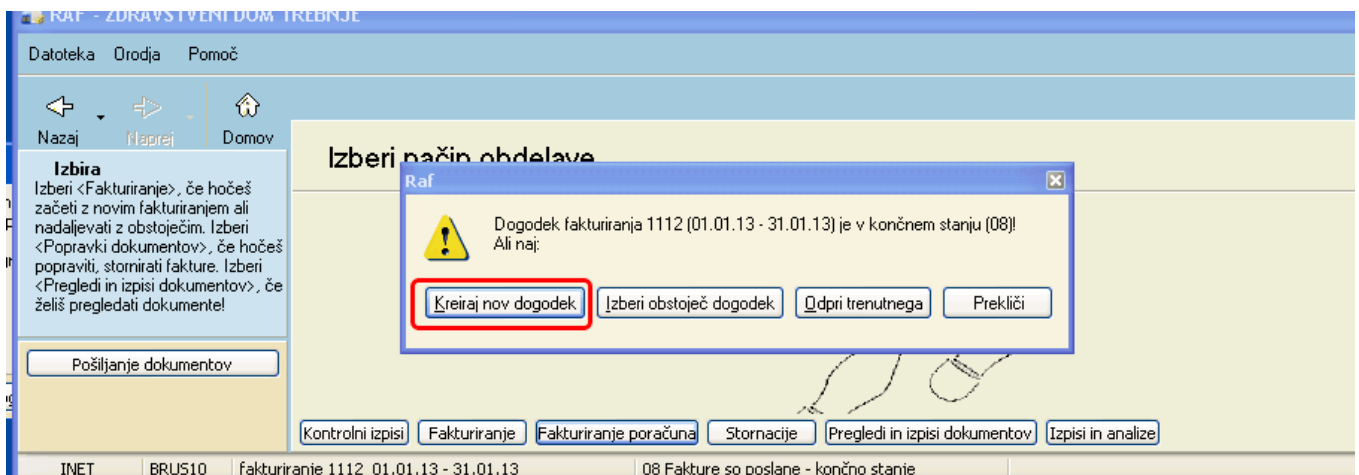 RAF - ZDRAVSTVENI DOM TREBNJE
Datoteka Orodja Pomoč
Nazaj Naprej Domov
Izbira
Izberi <Fakturiranje>, če hočeš
začeti z novim fakturiranjem ali
nadaljevati z obstoječim. Izberi
<Popravki dokumentov>, če hočeš
popraviti, stornirati fakture. Izberi
<Pregledi in izpisi dokumentov>, če
želiš pregledati dokumente!
Pošiljanje dokumentov
Izberi način obdelave
Raf
Dogodek fakturiranja 1112 (01.01.13 - 31.01.13) je v končnem stanju (08)!
Ali naj:
Kreiraj nov dogodek Izberi obstoječ dogodek Odpri trenutnega Prekliči
Kontrolni izpisi Fakturiranje Fakturiranje poračuna Stornacije Pregledi in izpisi dokumentov Izpisi in analize
INET BRUS10 fakturiranje 1112 01.01.13 - 31.01.13 08 Fakture so poslane - končno stanje